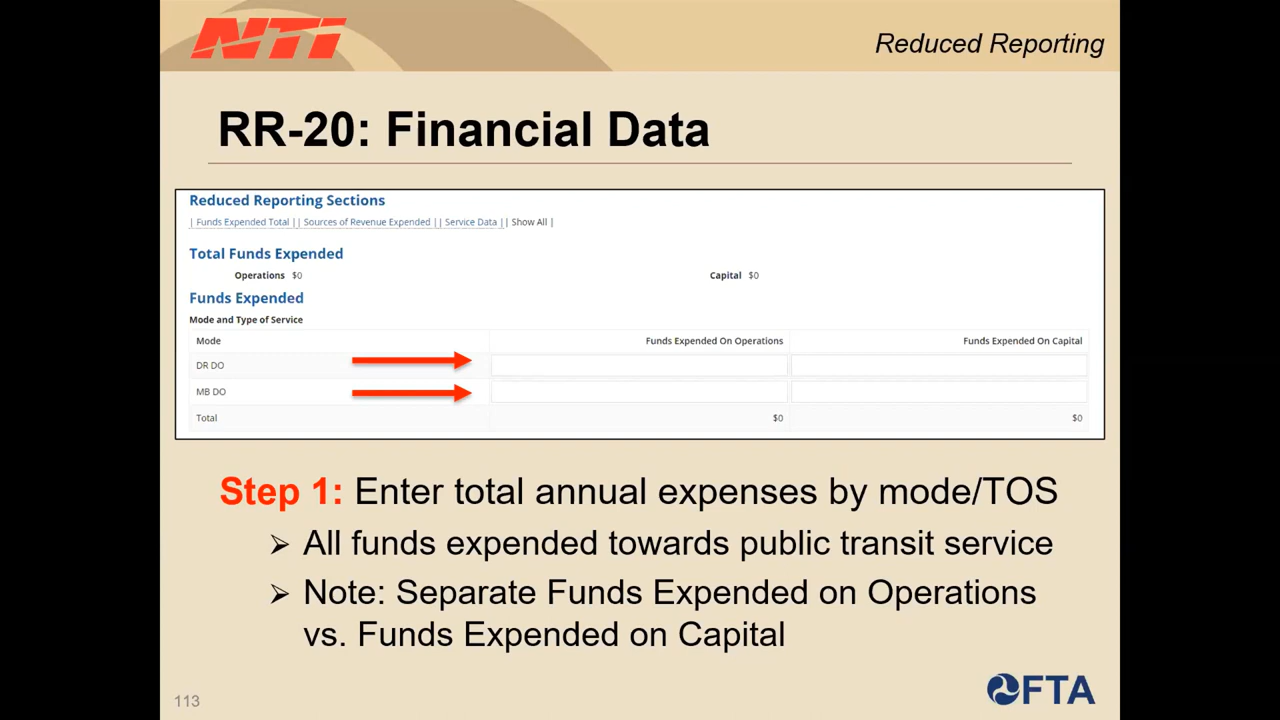 NTI
Reduced Reporting
RR-20: Financial Data
Reduced Reporting Sections
| Funds Expended Total || Sources of Revenue Expended || Service Data || Show All |
Total Funds Expended
Operations $0 Capital $0
Funds Expended
Mode and Type of Service
Mode Funds Expended On Operations Funds Expended On Capital
DR DO
MB DO
Total $0 $0
Step 1: Enter total annual expenses by mode/TOS
➢ All funds expended towards public transit service
➢ Note: Separate Funds Expended on Operations
vs. Funds Expended on Capital
113
FTA